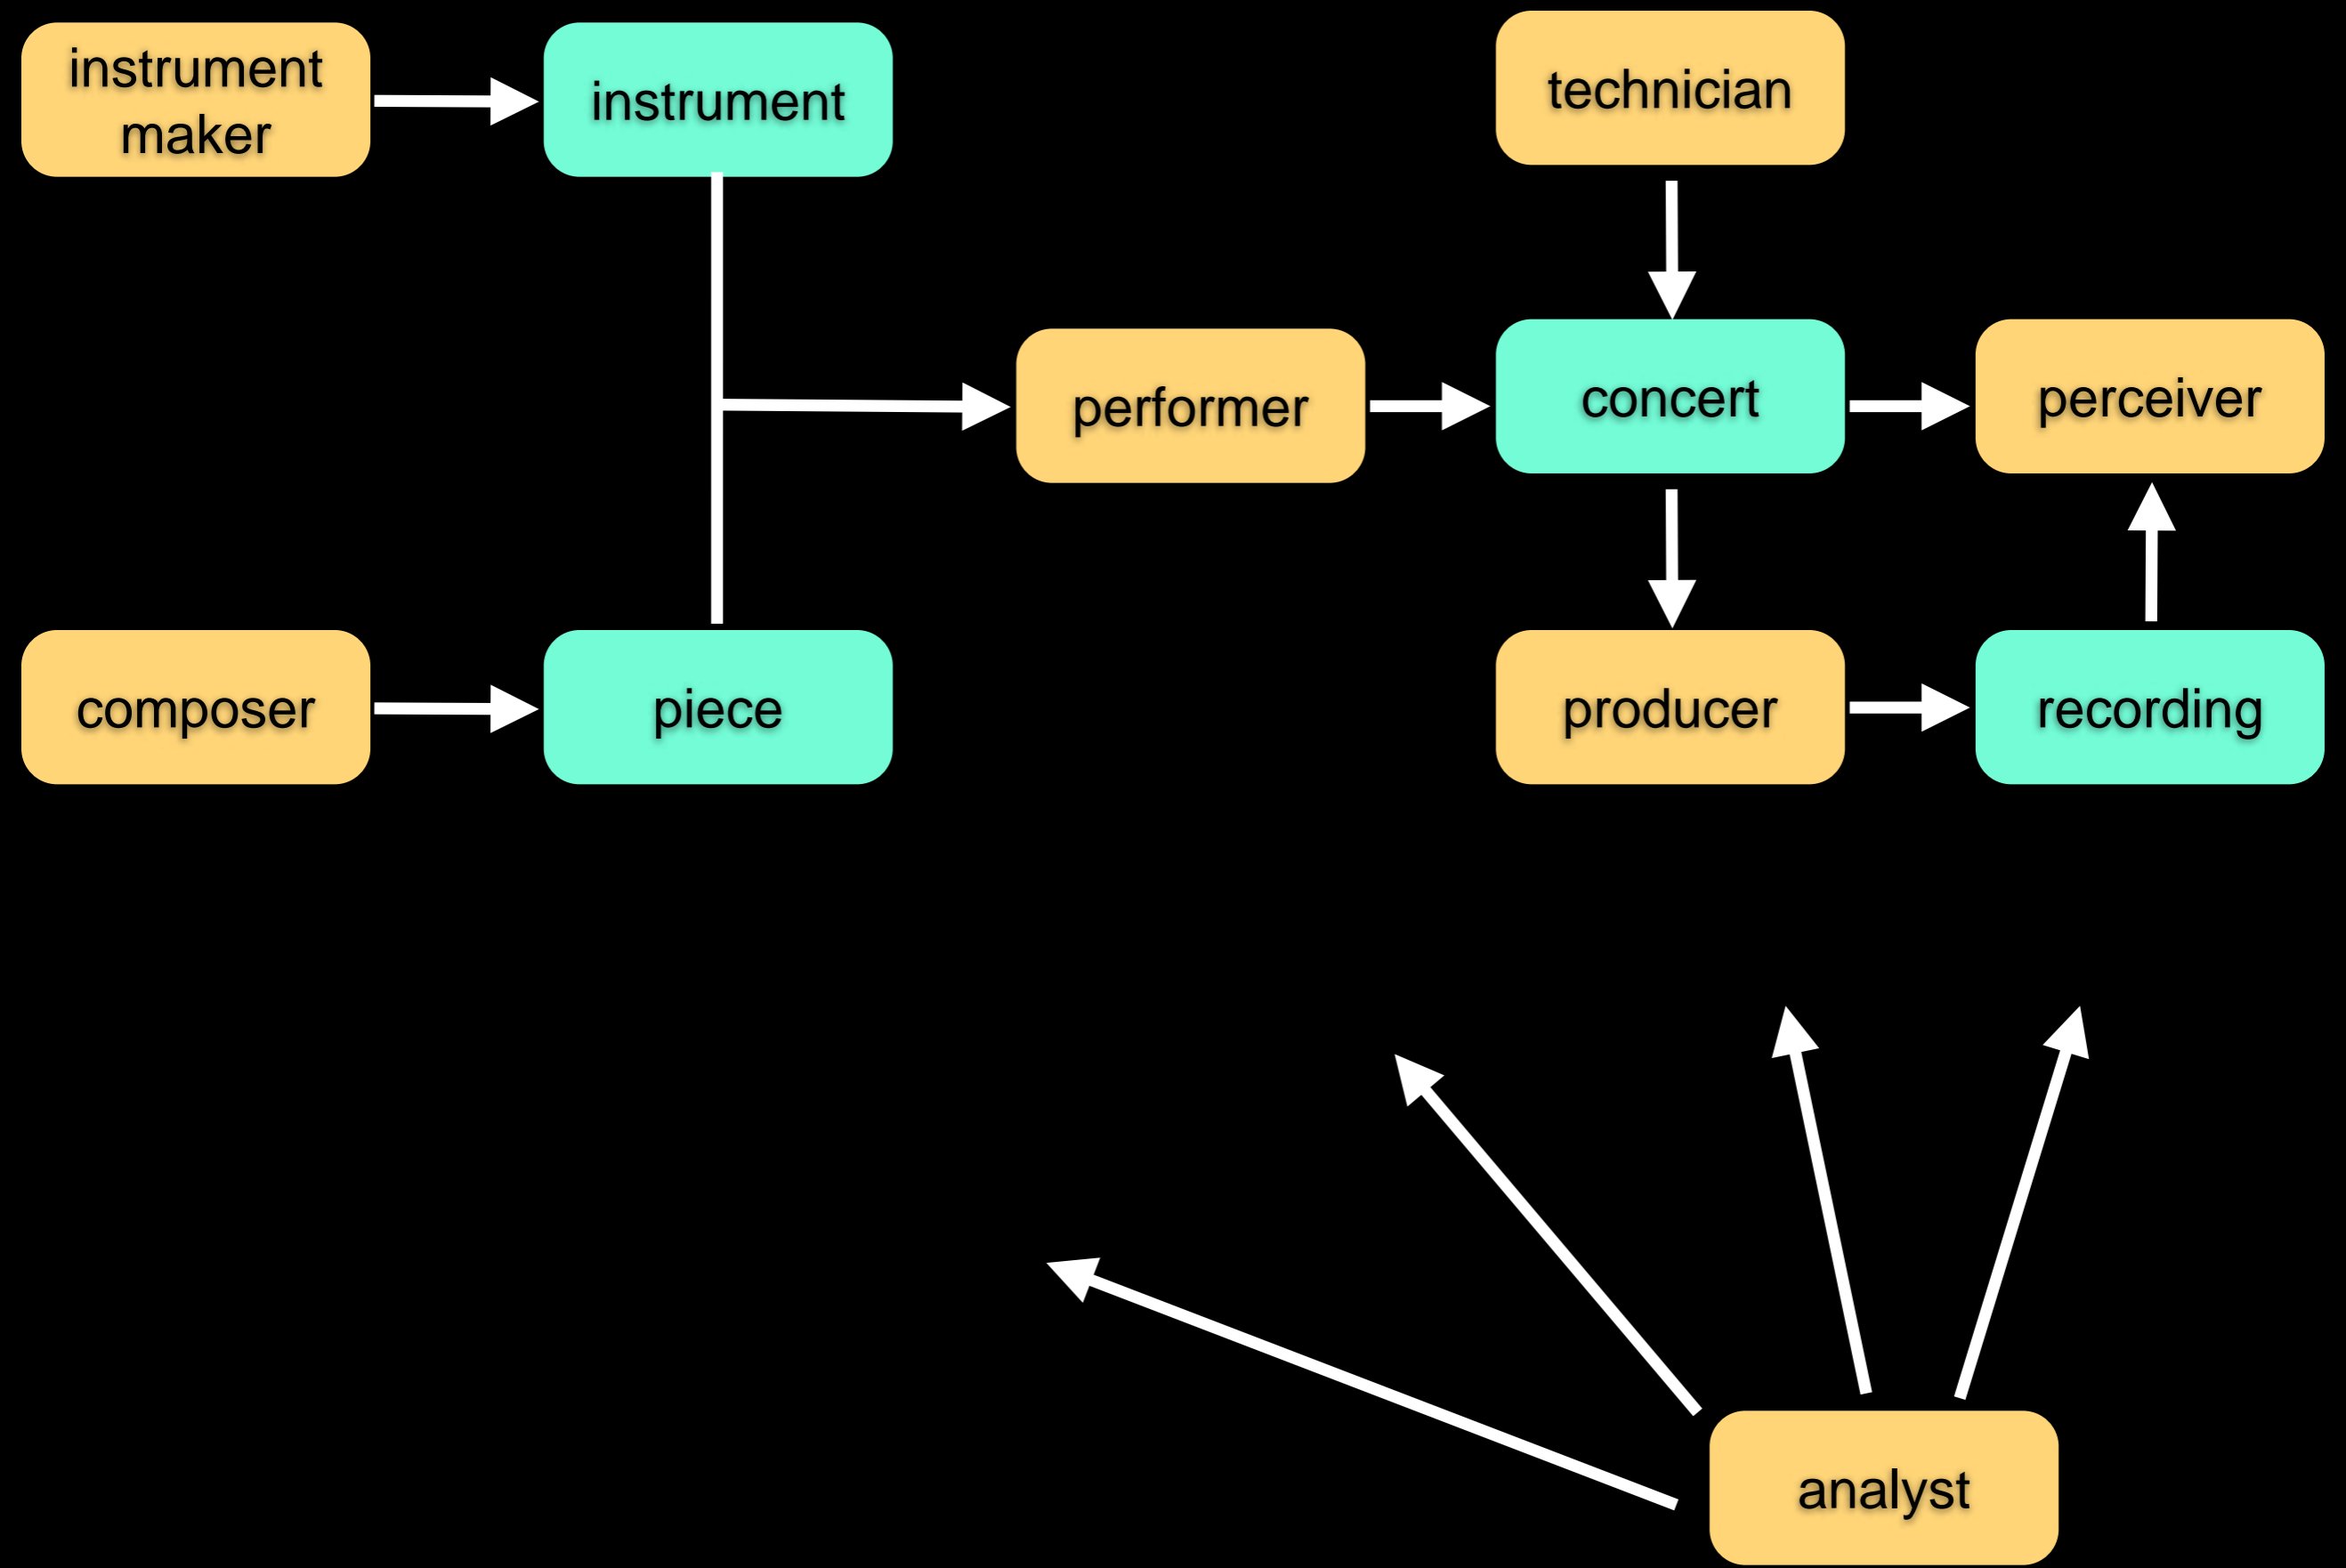 instrument
maker
instrument
technician
performer
concert
perceiver
composer
piece
producer
recording
analyst